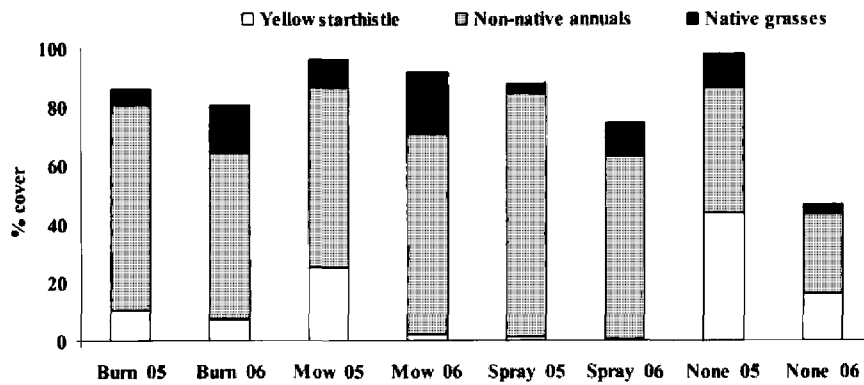 Yellow starthistle Non-native annuals Native grasses
100
80
60
40
20
0
% cover
Burn 05 Burn 06 Mow 05 Mow 06 Spray 05 Spray 06 None 05 None 06